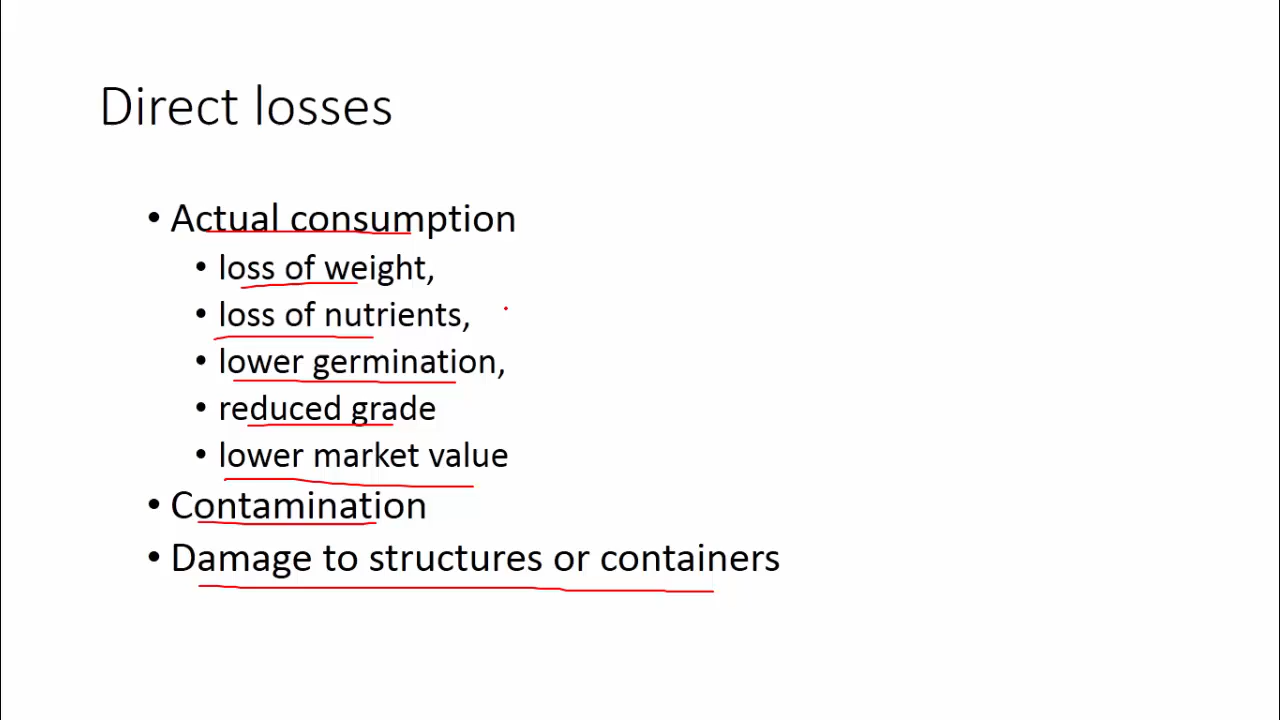 Direct losses
• Actual consumption
• loss of weight,
• loss of nutrients,
• lower germination,
• reduced grade
• lower market value
• Contamination
• Damage to structures or containers